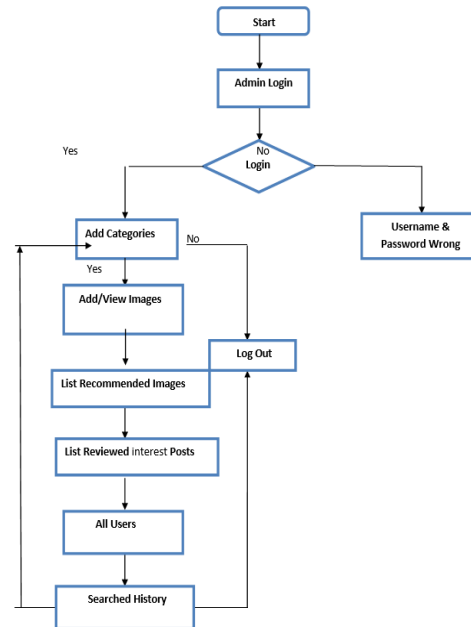 Start
Admin Login
Yes
No
Login
Username &
Password Wrong
Add Categories
No
Yes
Add/View Images
Log Out
List Recommended Images
List Reviewed interest Posts
All Users
Searched History